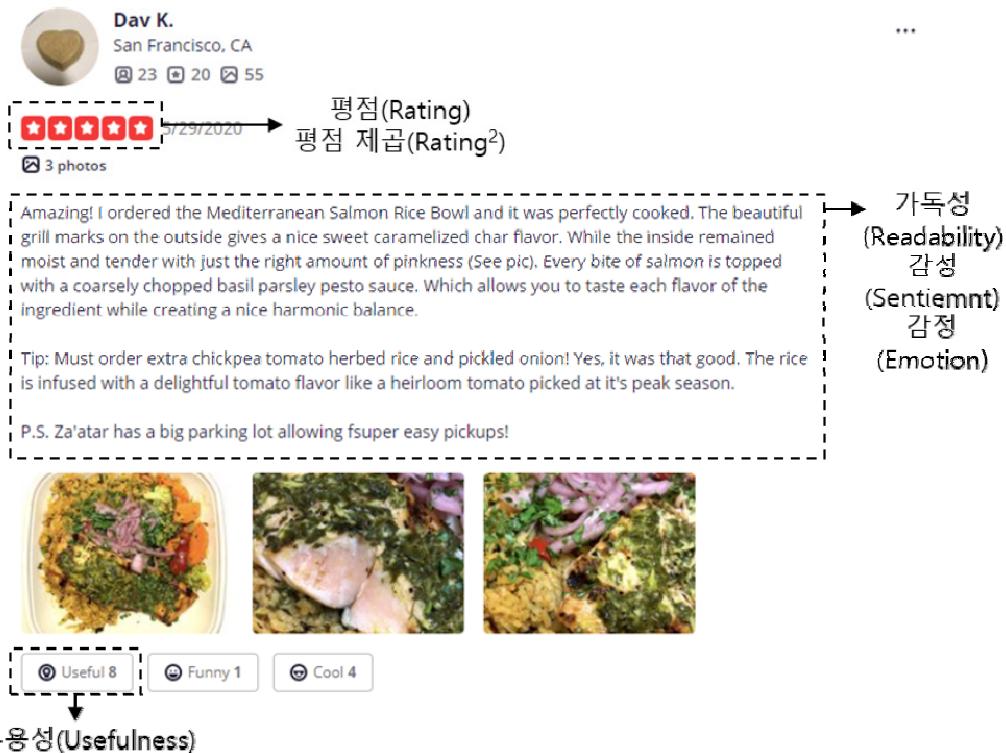 Dav K.
San Francisco, CA
23 20 55
5/29/2020
평점(Rating)
평점 제곱(Rating²)
3 photos
Amazing! I ordered the Mediterranean Salmon Rice Bowl and it was perfectly cooked. The beautiful
grill marks on the outside gives a nice sweet caramelized char flavor. While the inside remained
moist and tender with just the right amount of pinkness (See pic). Every bite of salmon is topped
with a coarsely chopped basil parsley pesto sauce. Which allows you to taste each flavor of the
ingredient while creating a nice harmonic balance.
Tip: Must order extra chickpea tomato herbed rice and pickled onion! Yes, it was that good. The rice
is infused with a delightful tomato flavor like a heirloom tomato picked at it's peak season.
P.S. Za'atar has a big parking lot allowing fsuper easy pickups!
가독성
(Readability)
감성
(Sentiemnt)
감정
(Emotion)
Useful 8
Funny 1
Cool 4
용성(Usefulness)